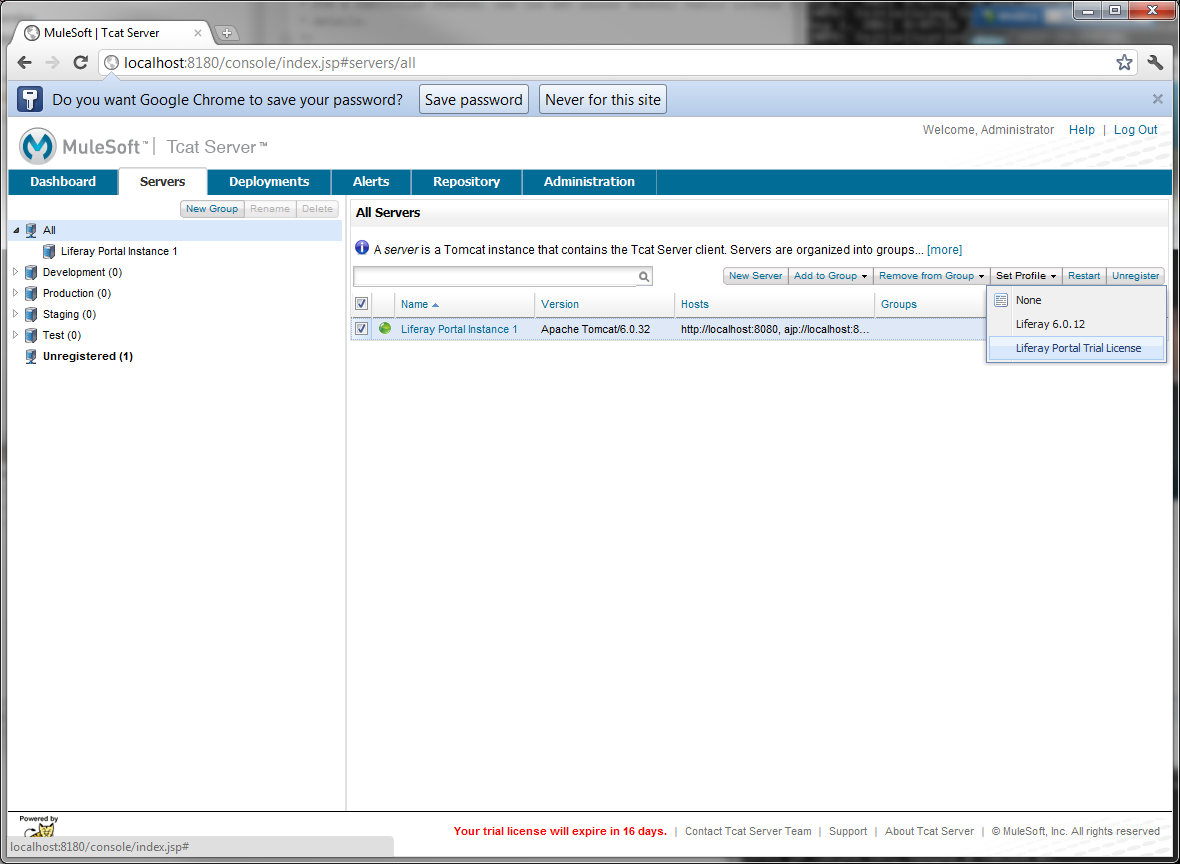 MuleSoft | Tcat Server
localhost:8180/console/index.jsp#servers/all
Do you want Google Chrome to save your password? Save password Never for this site
Welcome, Administrator Help | Log Out
MuleSoft™ | Tcat Server™
Dashboard Servers Deployments Alerts Repository Administration
New Group Rename Delete
All
Liferay Portal Instance 1
Development (0)
Production (0)
Staging (0)
Test (0)
Unregistered (1)
All Servers
A server is a Tomcat instance that contains the Tcat Server client. Servers are organized into groups... [more]
New Server Add to Group Remove from Group Set Profile Restart Unregister
Name Version Hosts Groups
Liferay Portal Instance 1 Apache Tomcat/6.0.32 http://localhost:8080, ajp://localhost:8...
None
Liferay 6.0.12
Liferay Portal Trial License
Powered by
Your trial license will expire in 16 days. | Contact Tcat Server Team | Support | About Tcat Server | © MuleSoft, Inc. All rights reserved
localhost:8180/console/index.jsp#